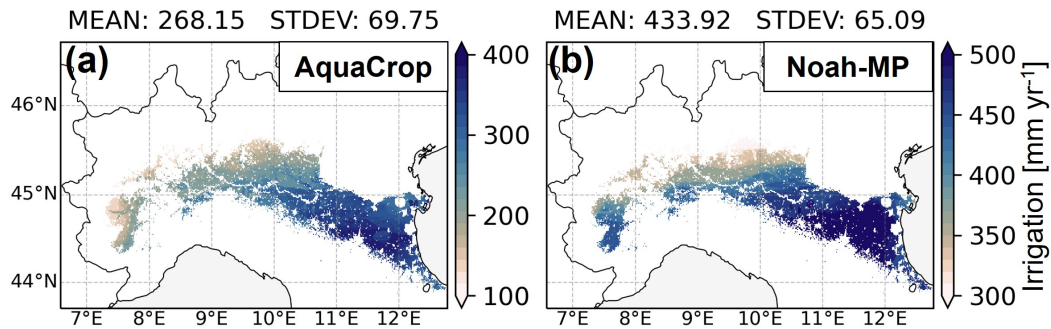 MEAN: 268.15 STDEV: 69.75
(a)
AquaCrop
46°N
45°N
44°N
7°E 8°E 9°E 10°E 11°E 12°E
400
300
200
100
MEAN: 433.92 STDEV: 65.09
(b)
Noah-MP
7°E 8°E 9°E 10°E 11°E 12°E
500
450
400
350
300
Irrigation [mm yr⁻¹]